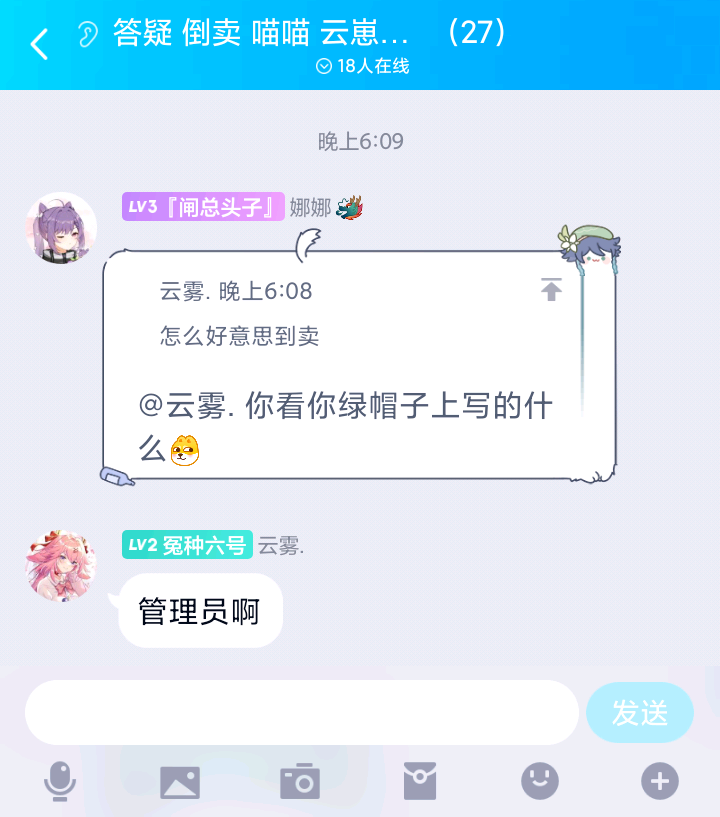 答疑 倒卖 喵喵 云崽... (27)
18人在线
晚上6:09
LV3『闸总头子』 娜娜
云雾. 晚上6:08
怎么好意思到卖
@云雾. 你看你绿帽子上写的什
么
LV2 冤种六号 云雾.
管理员啊
发送